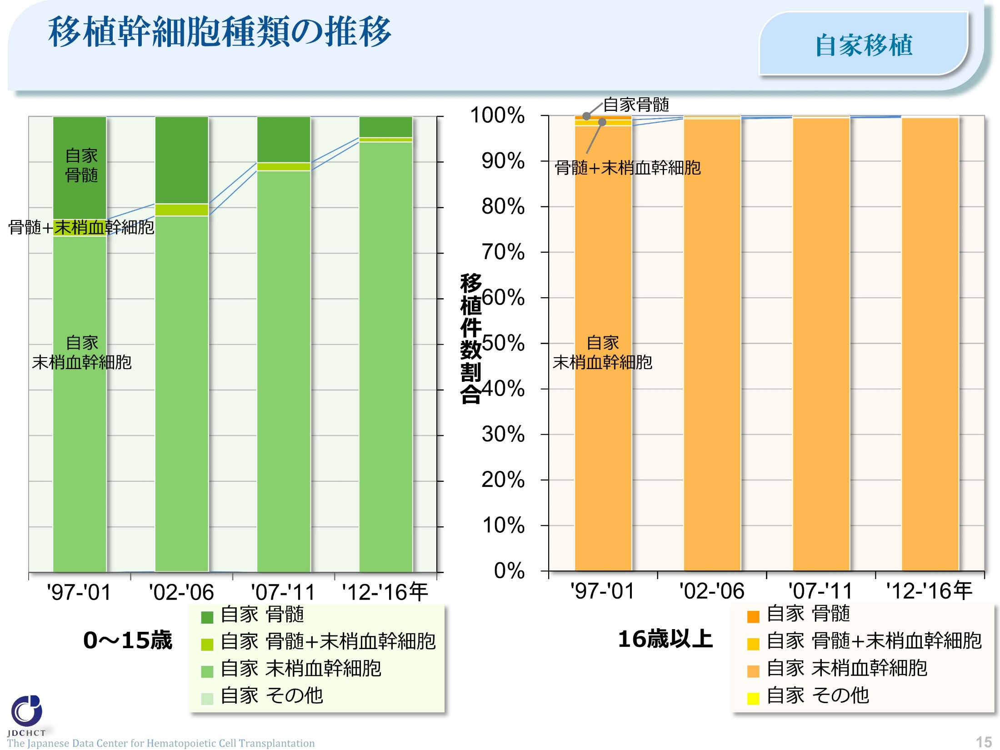 移植幹細胞種類の推移
自家移植
自家
骨髄
骨髄+末梢血幹細胞
自家
末梢血幹細胞
'97-'01
'02-'06
'07-'11
'12-'16年
0～15歳
自家 骨髄
自家 骨髄+末梢血幹細胞
自家 末梢血幹細胞
自家 その他
移植件数割合
100%
90%
80%
70%
60%
50%
40%
30%
20%
10%
0%
自家骨髄
骨髄+末梢血幹細胞
自家
末梢血幹細胞
'97-'01
'02-'06
'07-'11
'12-'16年
16歳以上
自家 骨髄
自家 骨髄+末梢血幹細胞
自家 末梢血幹細胞
自家 その他
JDCHCT
The Japanese Data Center for Hematopoietic Cell Transplantation
15